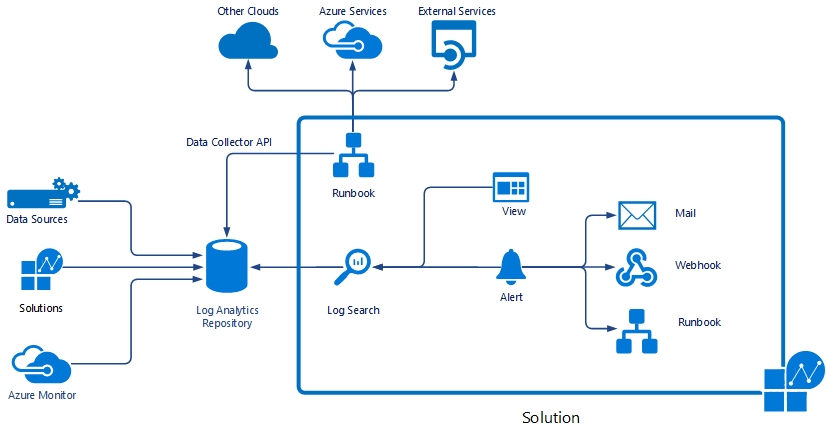 Other Clouds
Azure Services
External Services
Data Collector API
Runbook
View
Data Sources
Mail
Webhook
Solutions
Log Analytics
Repository
Log Search
Alert
Runbook
Azure Monitor
Solution